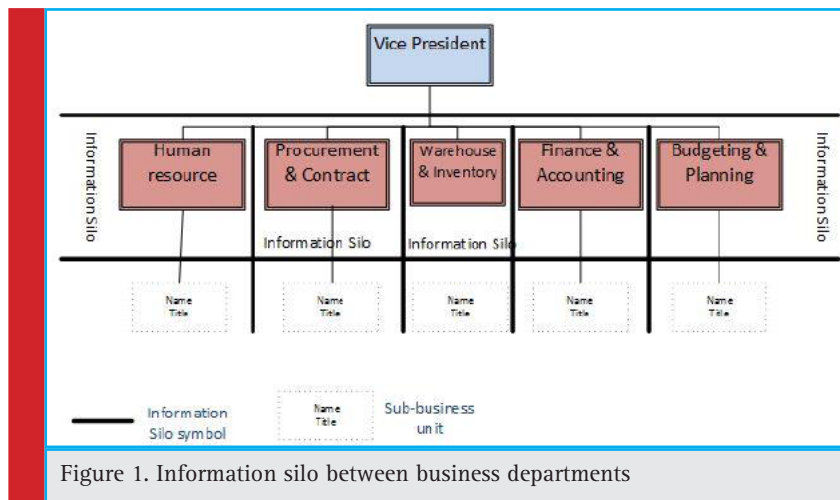 Vice President
Information Silo
Human
resource
Procurement
& Contract
Warehouse
& Inventory
Finance &
Accounting
Budgeting &
Planning
Information Silo
Information Silo
Information Silo
Name
Title
Name
Title
Name
Title
Name
Title
Name
Title
Information
Silo symbol
Name
Title
Sub-business
unit
Figure 1. Information silo between business departments